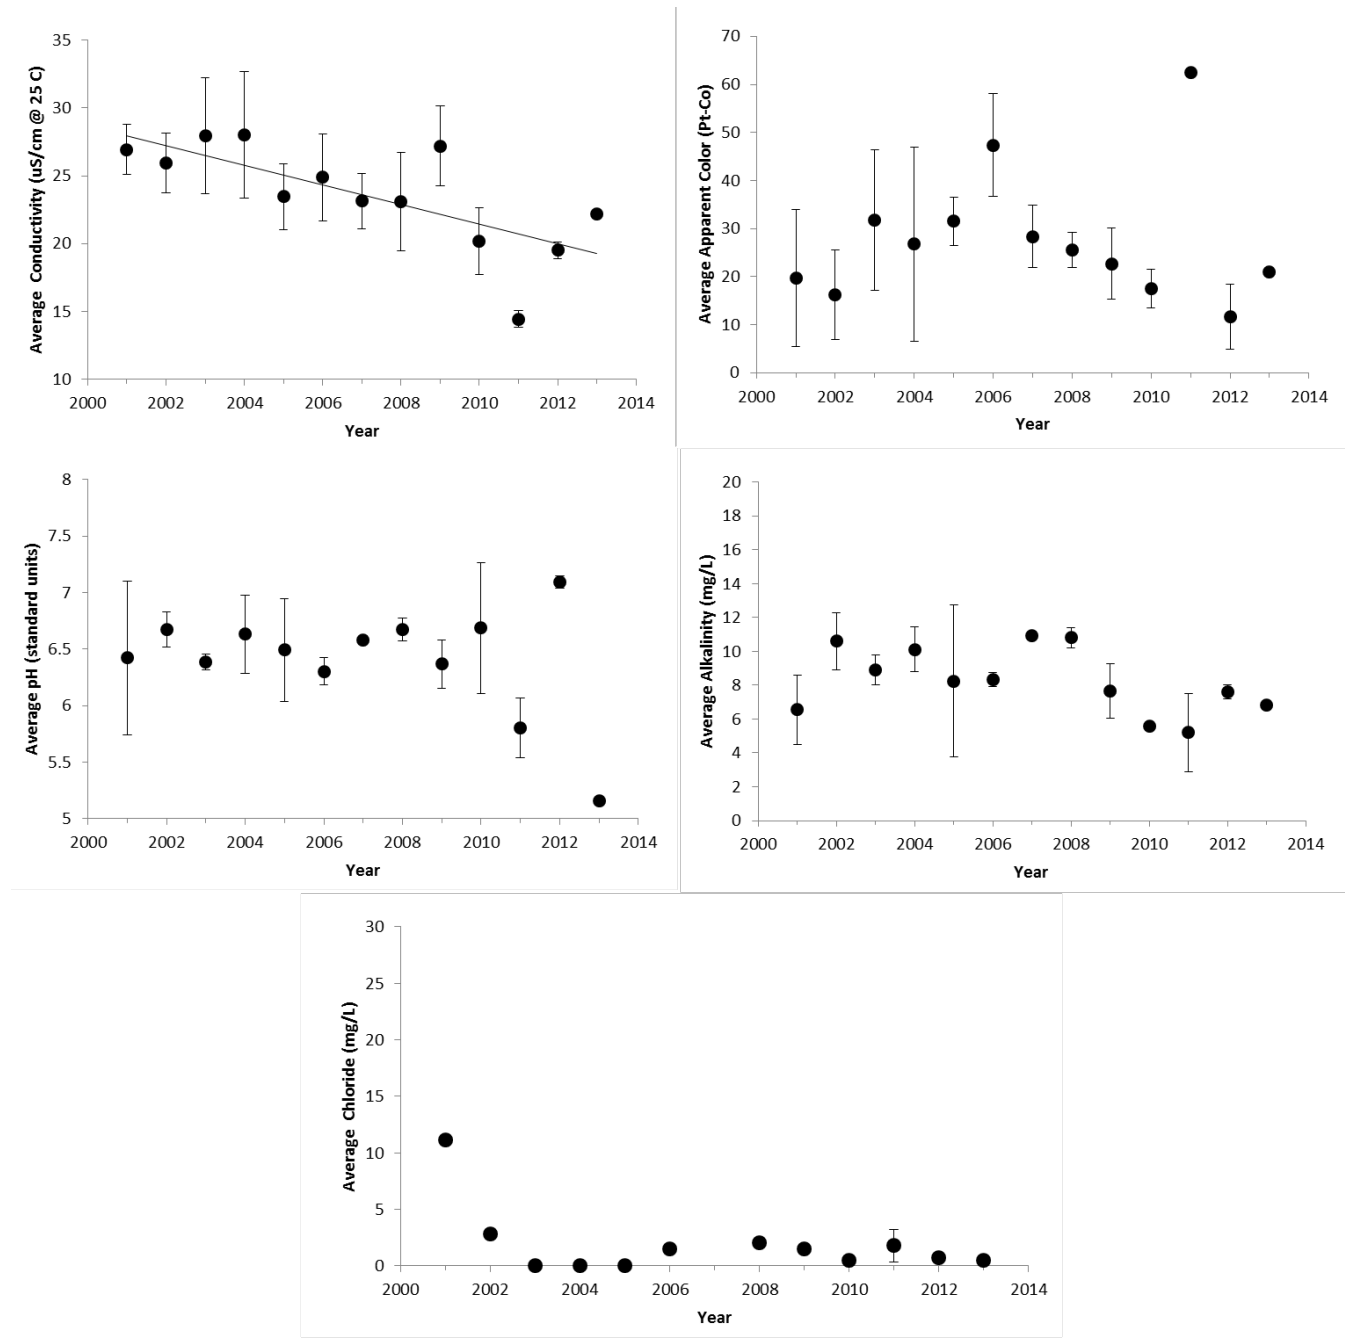 Average Conductivity (uS/cm @ 25 C)
35
30
25
20
15
10
2000 2002 2004 2006 2008 2010 2012 2014
Year
Average Apparent Color (Pt-Co)
70
60
50
40
30
20
10
0
2000 2002 2004 2006 2008 2010 2012 2014
Year
Average pH (standard units)
8
7.5
7
6.5
6
5.5
5
2000 2002 2004 2006 2008 2010 2012 2014
Year
Average Alkalinity (mg/L)
20
18
16
14
12
10
8
6
4
2
0
2000 2002 2004 2006 2008 2010 2012 2014
Year
Average Chloride (mg/L)
30
25
20
15
10
5
0
2000 2002 2004 2006 2008 2010 2012 2014
Year